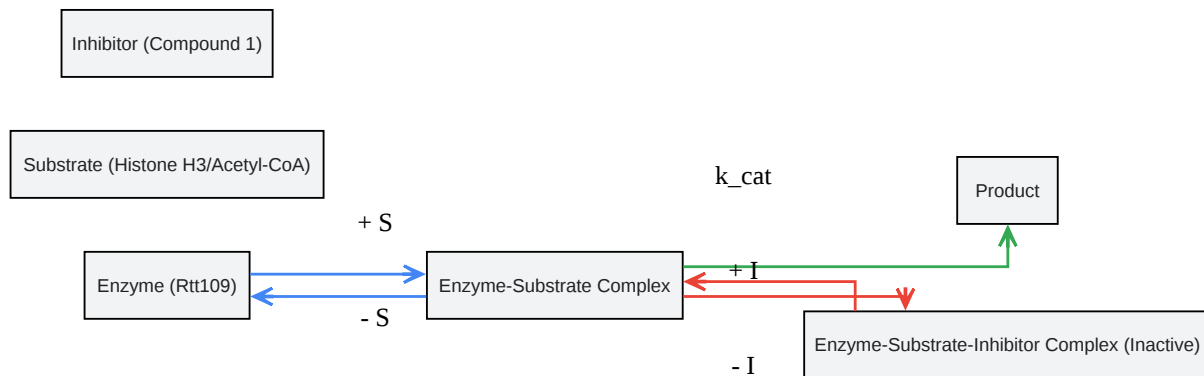 Inhibitor (Compound 1)
Substrate (Histone H3/Acetyl-CoA)
k_cat
Product
+ S
Enzyme (Rtt109)
Enzyme-Substrate Complex
+ I
- S
Enzyme-Substrate-Inhibitor Complex (Inactive)
- I